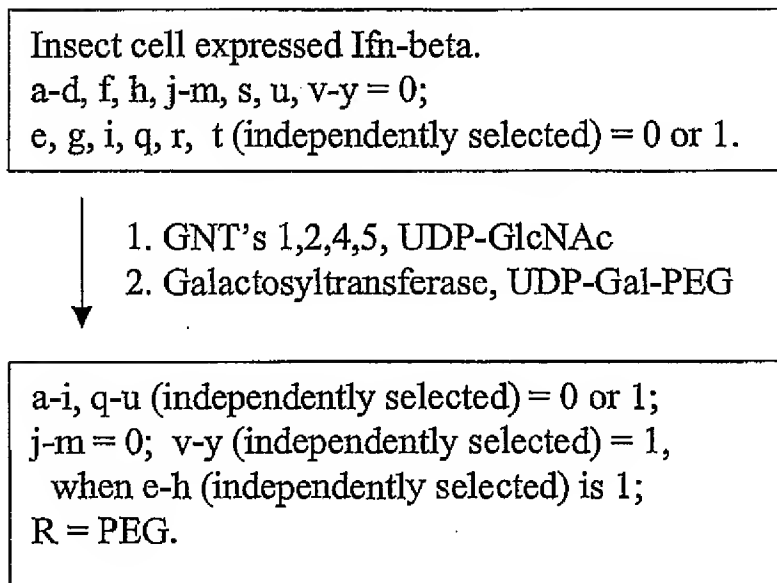 Insect cell expressed Ifn-beta.
a-d, f, h, j-m, s, u, v-y = 0;
e, g, i, q, r, t (independently selected) = 0 or 1.
1. GNT's 1,2,4,5, UDP-GlcNAc
2. Galactosyltransferase, UDP-Gal-PEG
a-i, q-u (independently selected) = 0 or 1;
j-m = 0; v-y (independently selected) = 1,
when e-h (independently selected) is 1;
R = PEG.